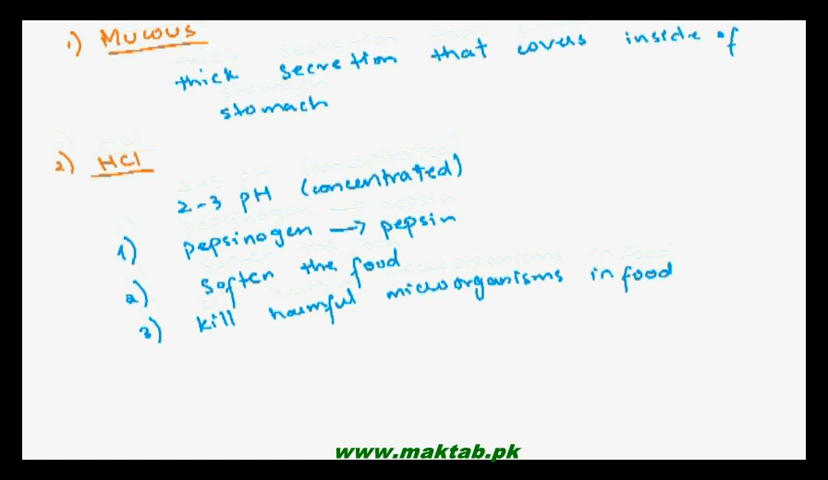 1) Mucous
thick secretion that covers inside of
stomach
2) HCl
2-3 pH (concentrated)
1) pepsinogen → pepsin
2) soften the food
3) kill harmful microorganisms in food
www.maktab.pk